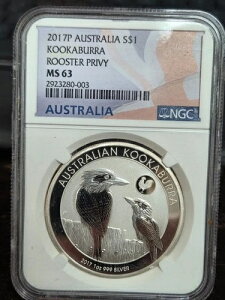 2017P AUSTRALIA S$1
KOOKABURRA
ROOSTER PRIVY
MS 63
2923280-003
AUSTRALIA
NGC
AUSTRALIAN KOOKABURRA
2017 1oz 999 SILVER